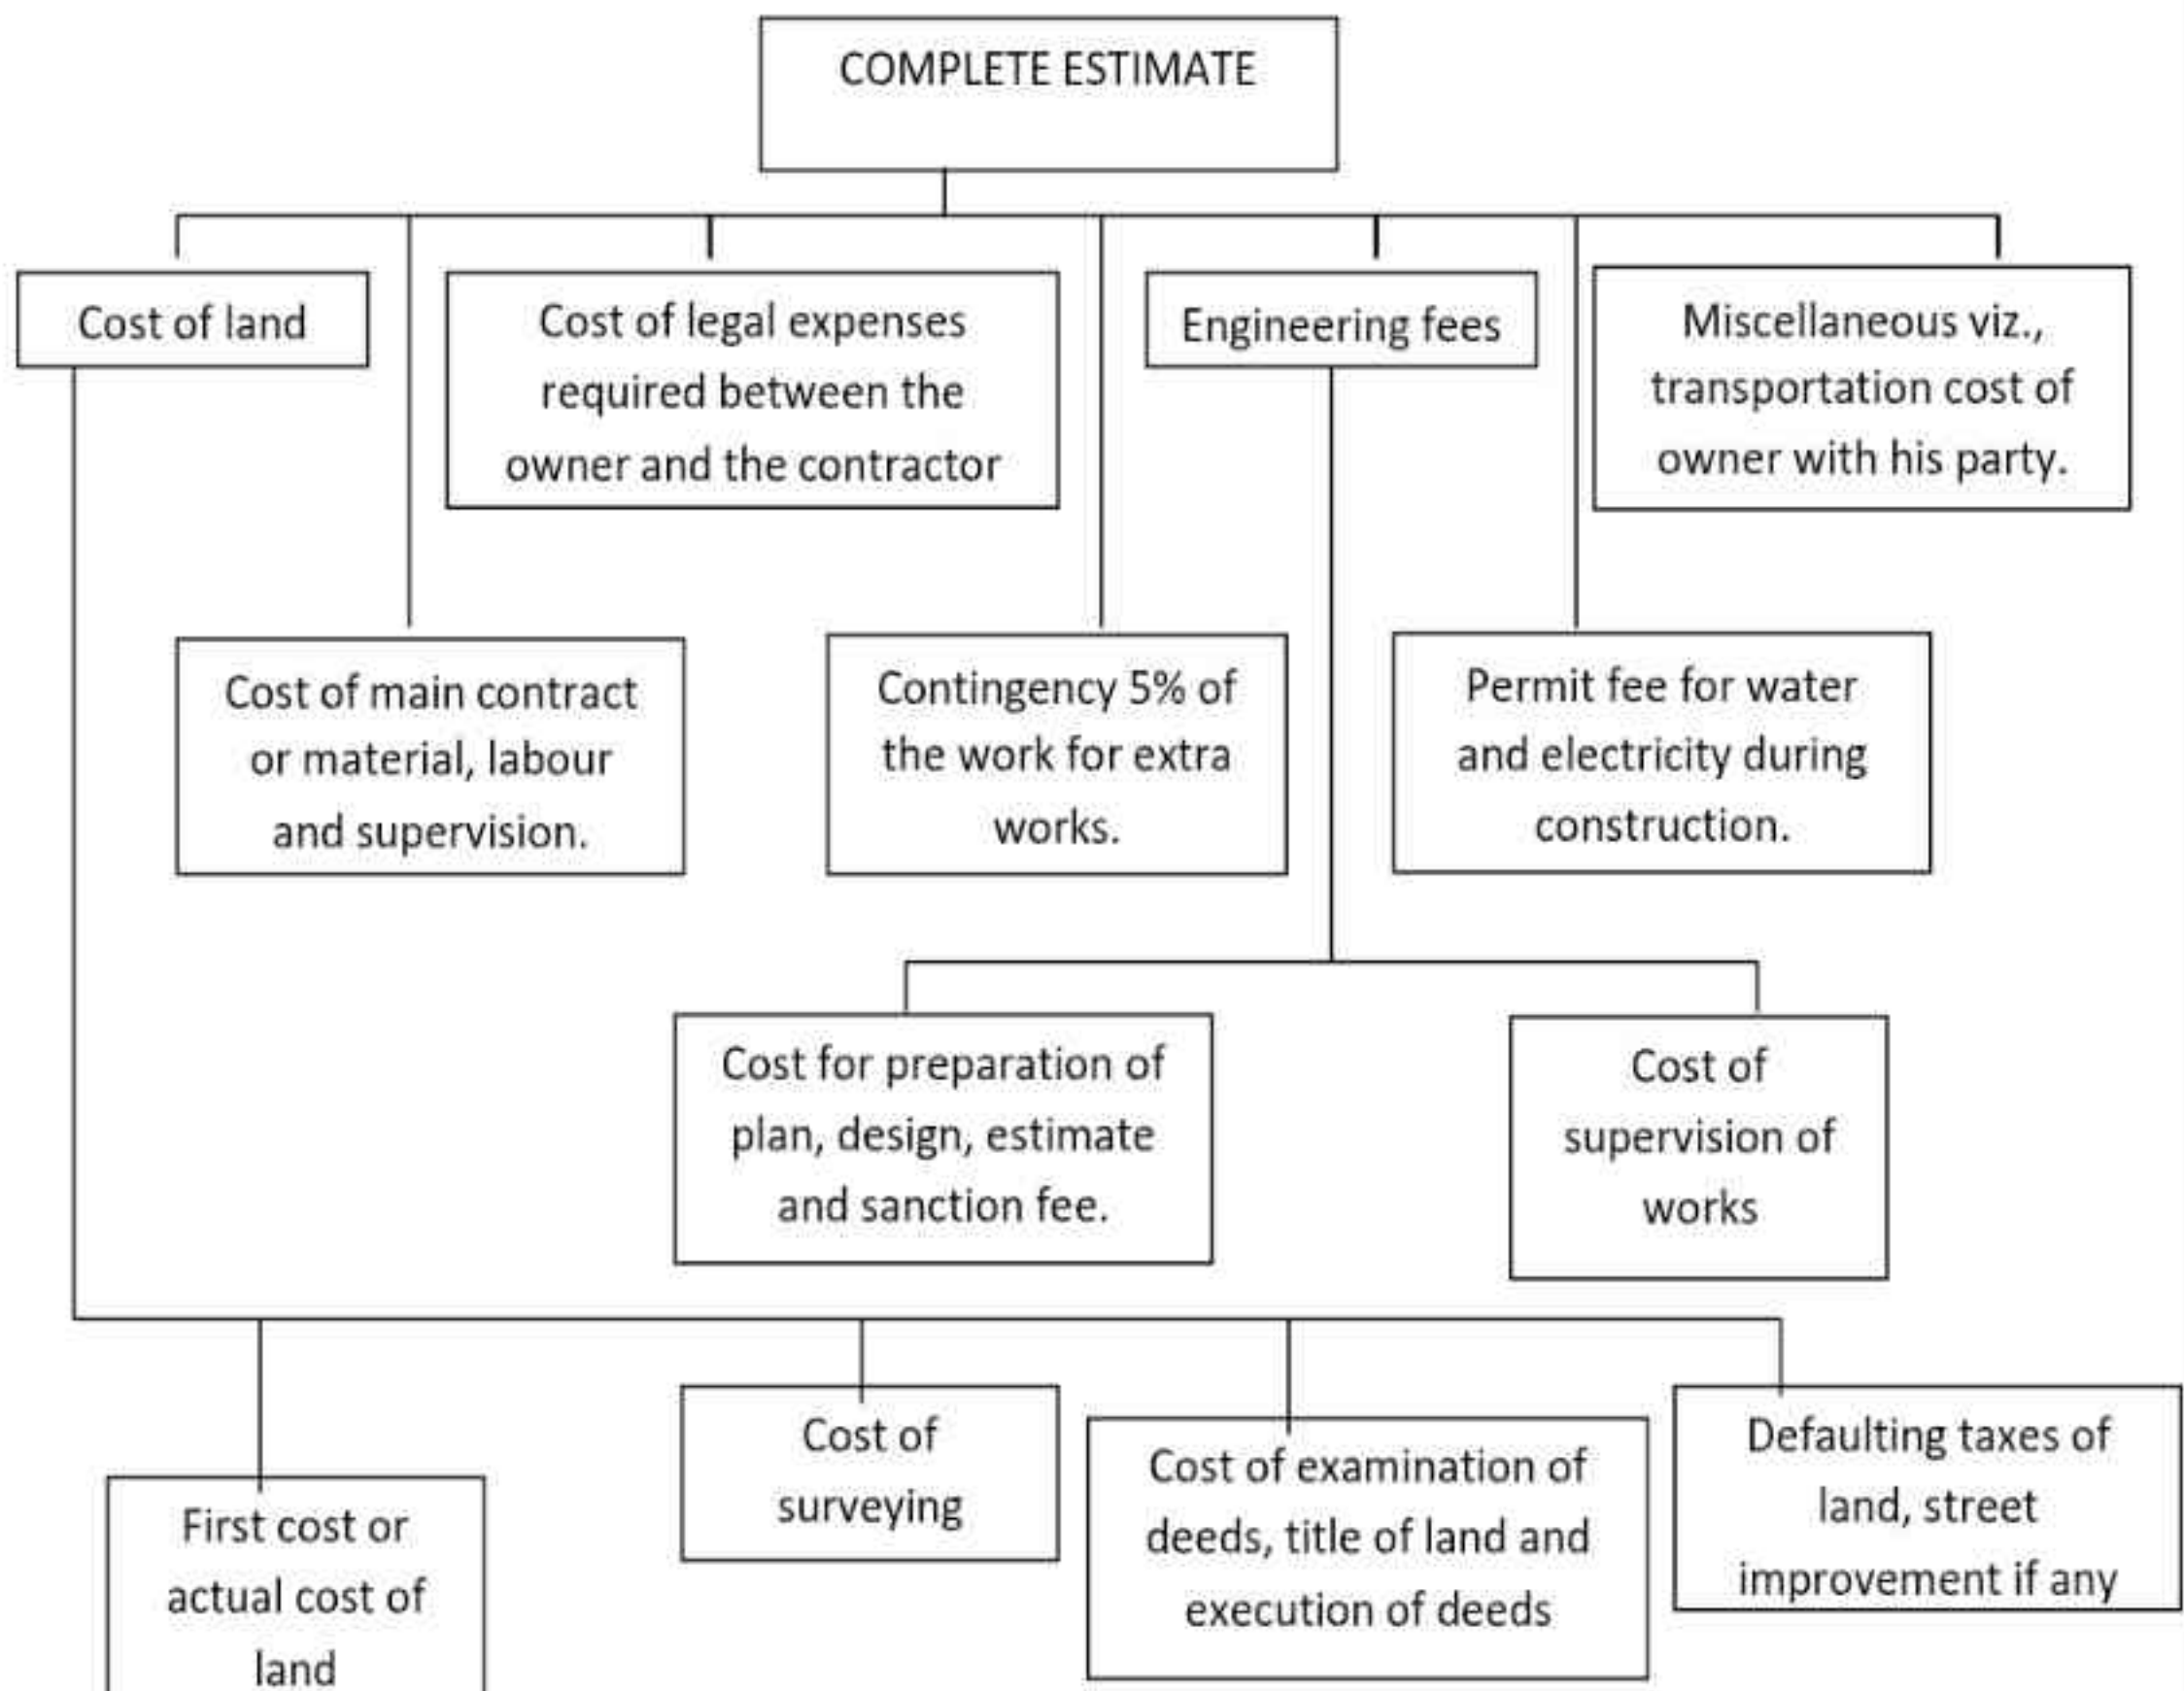 COMPLETE ESTIMATE
Cost of land
Cost of legal expenses
required between the
owner and the contractor
Engineering fees
Miscellaneous viz.,
transportation cost of
owner with his party.
Cost of main contract
or material, labour
and supervision.
Contingency 5% of
the work for extra
works.
Permit fee for water
and electricity during
construction.
Cost for preparation of
plan, design, estimate
and sanction fee.
Cost of
supervision of
works
First cost or
actual cost of
land
Cost of
surveying
Cost of examination of
deeds, title of land and
execution of deeds
Defaulting taxes of
land, street
improvement if any